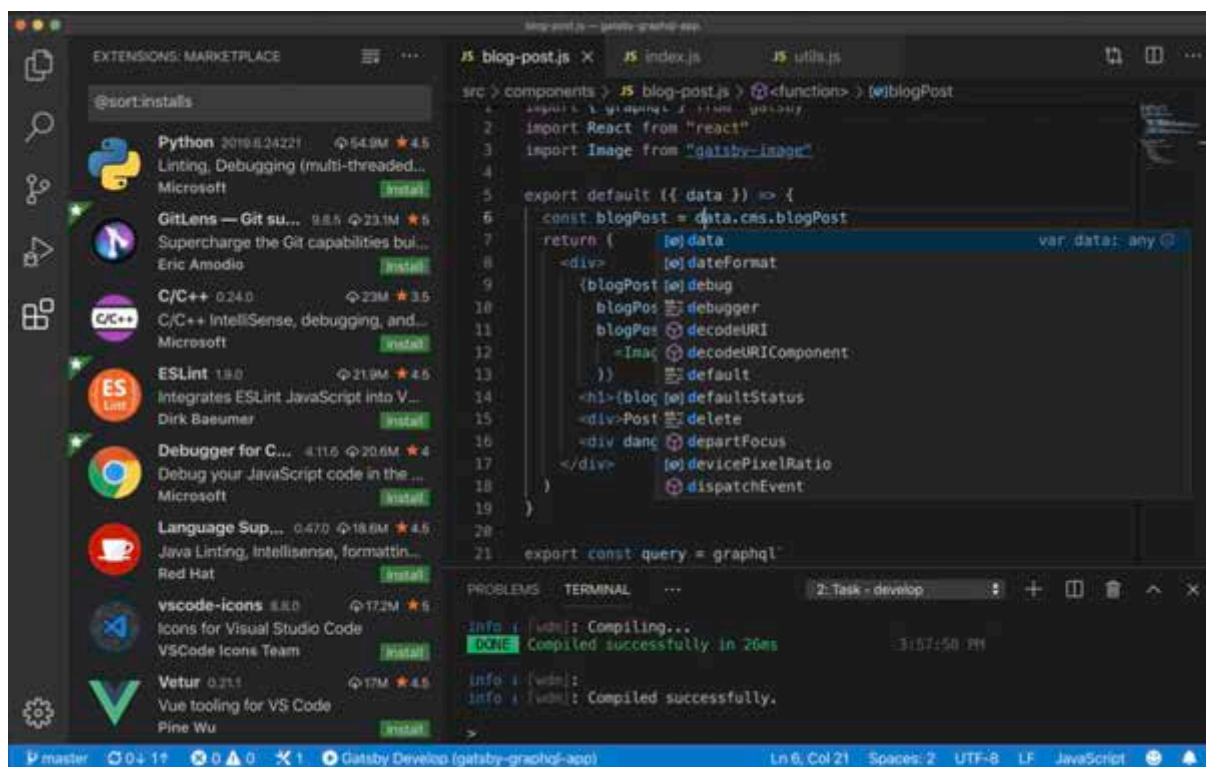 blog-post.js — gatsby-graphql-app
EXTENSIONS: MARKETPLACE
@sort:installs
Python 2019.6.24221 54.9M 4.5
Linting, Debugging (multi-threaded...
Microsoft Install
GitLens — Git su... 9.8.5 23.1M 5
Supercharge the Git capabilities bui...
Eric Amodio Install
C/C++ 0.24.0 23M 3.5
C/C++ IntelliSense, debugging, and...
Microsoft Install
ESLint 1.9.0 21.9M 4.5
Integrates ESLint JavaScript into V...
Dirk Baeumer Install
Debugger for C... 4.11.6 20.6M 4
Debug your JavaScript code in the ...
Microsoft Install
Language Sup... 0.47.0 18.6M 4.5
Java Linting, Intellisense, formattin...
Red Hat Install
vscode-icons 8.8.0 17.2M 5
Icons for Visual Studio Code
VSCode Icons Team Install
Vetur 0.21.1 17M 4.5
Vue tooling for VS Code
Pine Wu Install
C/C++
ES
Lint
JS blog-post.js × JS index.js JS utils.js
src > components > JS blog-post.js > <function> > blogPost
import { graphql } from "gatsby"
2 import React from "react"
3 import Image from "gatsby-image"
4
5 export default ({ data }) => {
6 const blogPost = data.cms.blogPost
7 return (
8 <div>
9 {blogPost
10 blogPos
11 blogPos
12 <Imag
13 )}
14 <h1>{blog
15 <div>Post
16 <div dang
17 </div>
18 )
19 }
20
21 export const query = graphql`
data var data: any
dateFormat
debug
debugger
decodeURI
decodeURIComponent
default
defaultStatus
delete
departFocus
devicePixelRatio
dispatchEvent
PROBLEMS TERMINAL ... 2: Task - develop
info i [wdm]: Compiling...
DONE Compiled successfully in 26ms 3:57:50 PM
info i [wdm]:
info i [wdm]: Compiled successfully.
>
master 0↓ 1↑ 0 0 1 Gatsby Develop (gatsby-graphql-app) Ln 6, Col 21 Spaces: 2 UTF-8 LF JavaScript